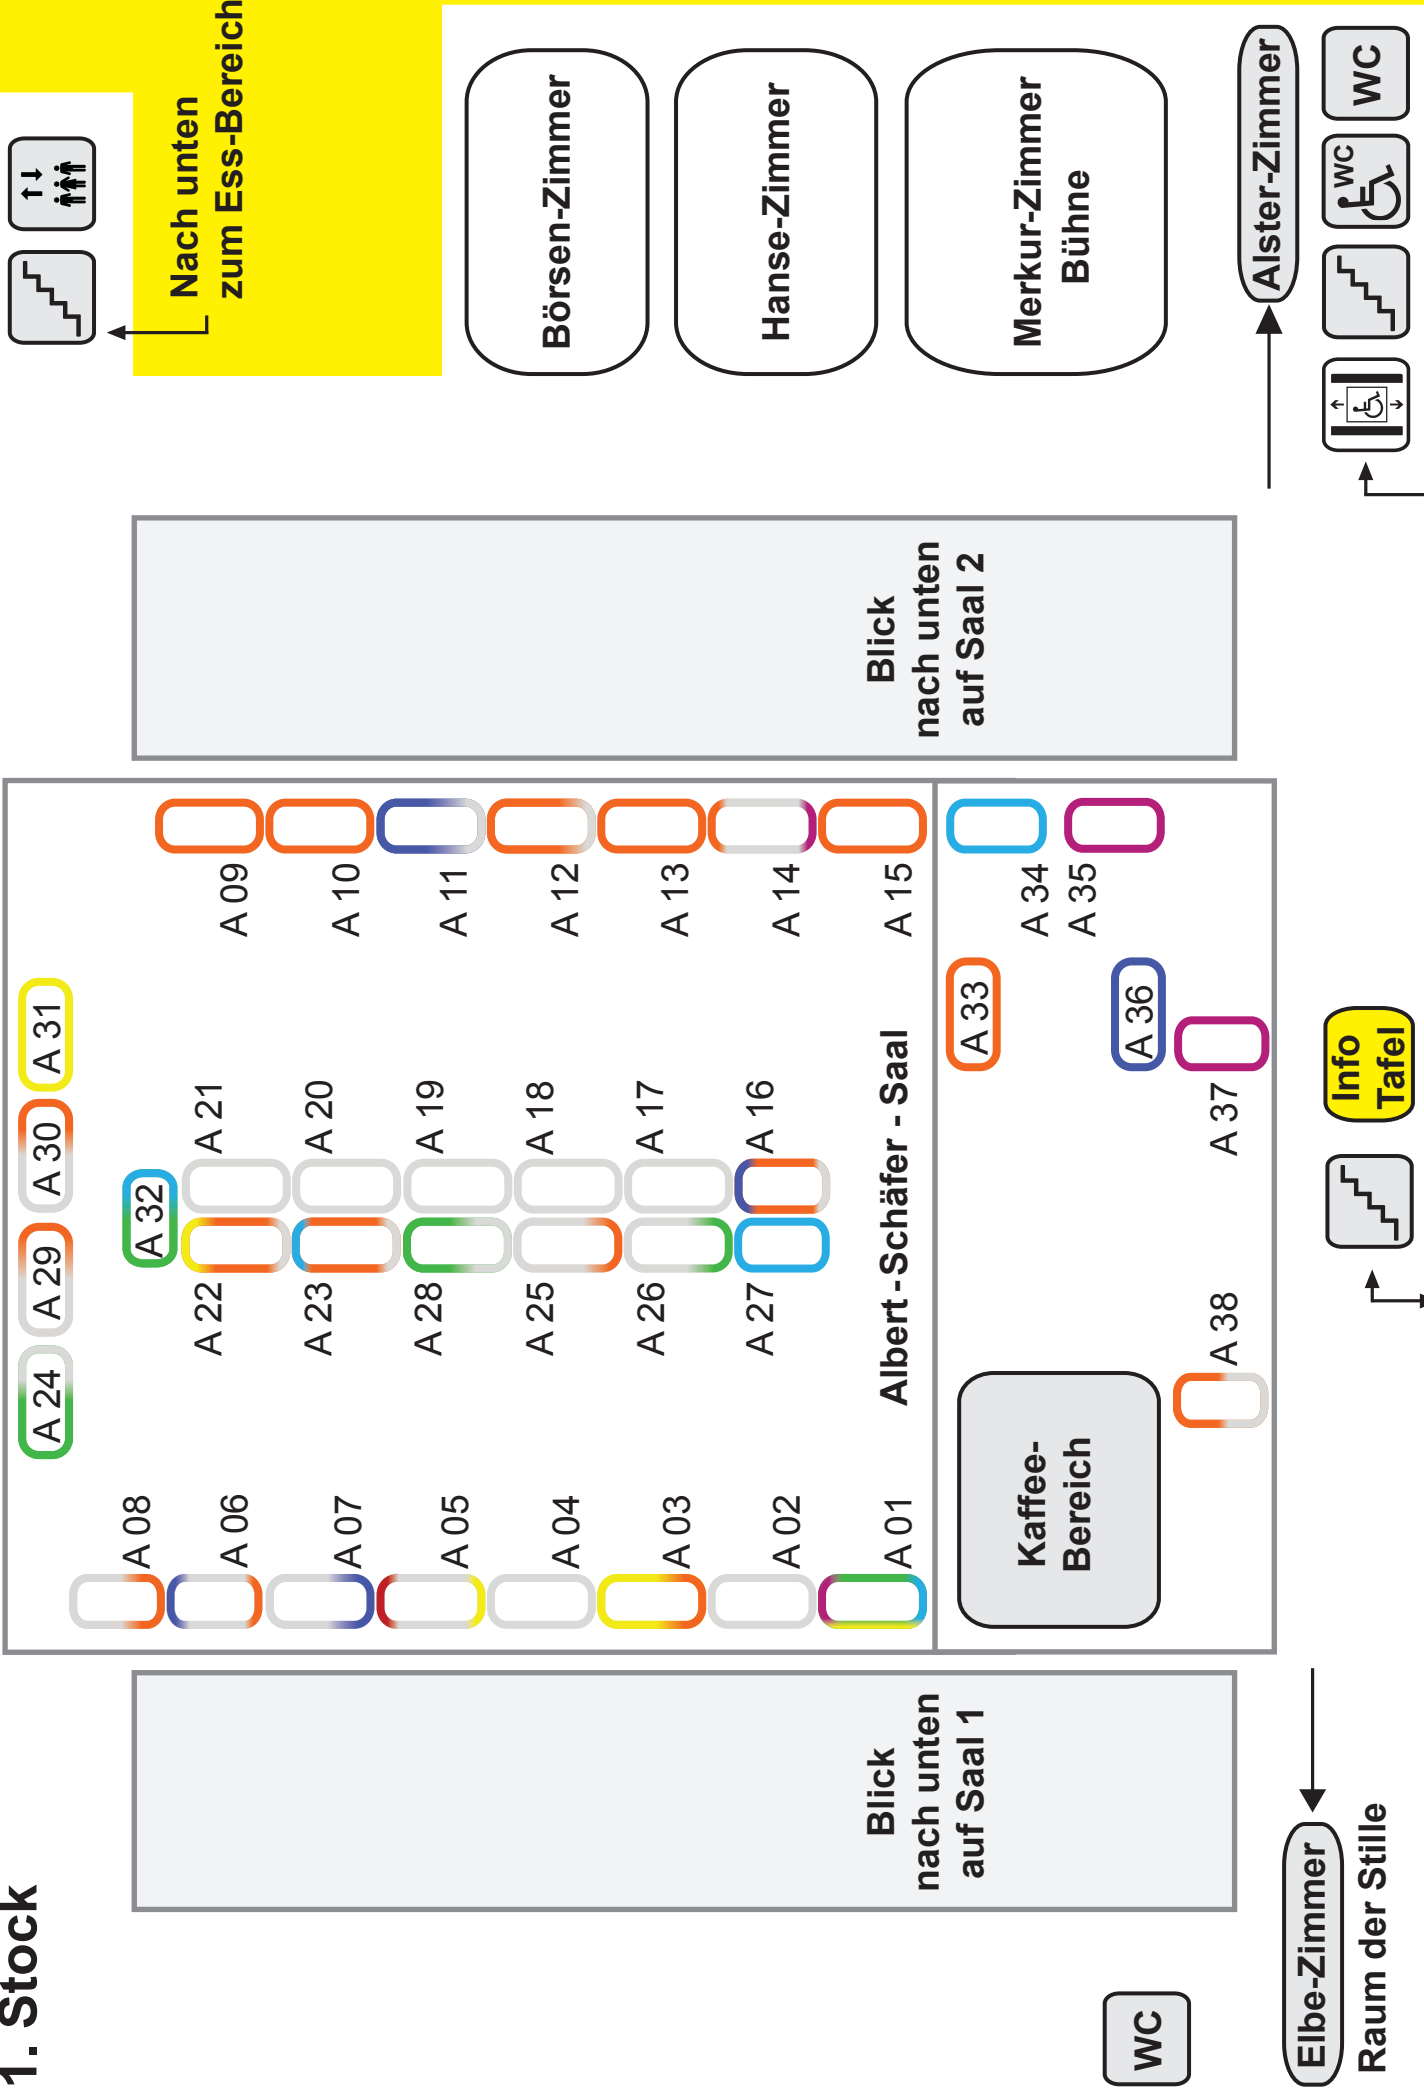 1. Stock
Nach unten
zum Ess-Bereich
A 24
A 29
A 30
A 31
A 08
A 06
A 07
A 05
A 04
A 03
A 02
A 01
A 32
A 22
A 23
A 28
A 25
A 26
A 27
A 21
A 20
A 19
A 18
A 17
A 16
A 09
A 10
A 11
A 12
A 13
A 14
A 15
Albert-Schäfer-Saal
Blick
nach unten
auf Saal 1
Blick
nach unten
auf Saal 2
Börsen-Zimmer
Hanse-Zimmer
Merkur-Zimmer
Bühne
Kaffee-
Bereich
A 33
A 34
A 35
A 36
A 37
A 38
WC
Elbe-Zimmer
Raum der Stille
Info
Tafel
Alster-Zimmer
WC
WC